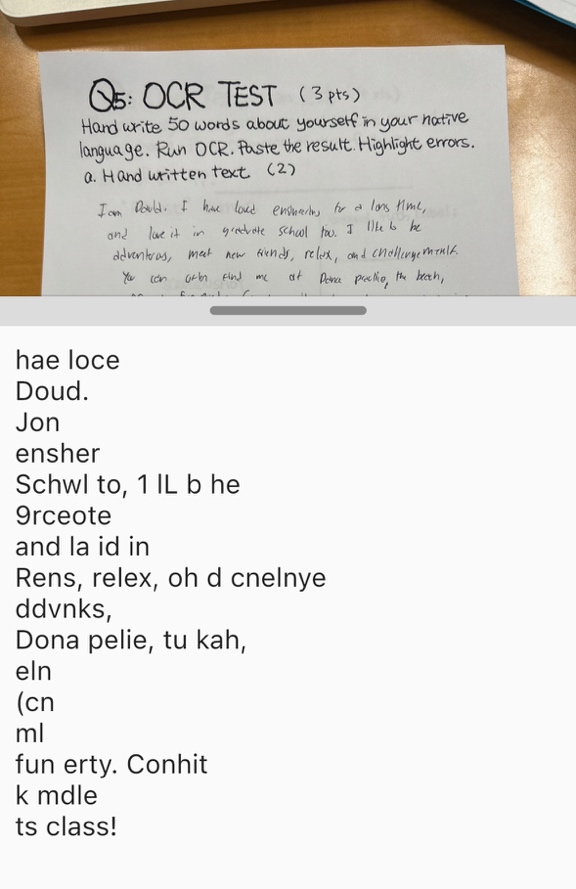 Q5: OCR TEST (3 pts)
Hand write 50 words about yourself in your native
language. Run OCR. Paste the result. Highlight errors.
a. Hand written text (2)
I am David. I have loved engineering for a long time,
and love it in graduate school too. I like to be
adventurous, meet new friends, relax, and challenge myself.
You can often find me at Dance practice, the beach,
hae loce
Doud.
Jon
ensher
Schwl to, 1 IL b he
9rceote
and la id in
Rens, relex, oh d cnelnye
ddvnks,
Dona pelie, tu kah,
eln
(cn
ml
fun erty. Conhit
k mdle
ts class!